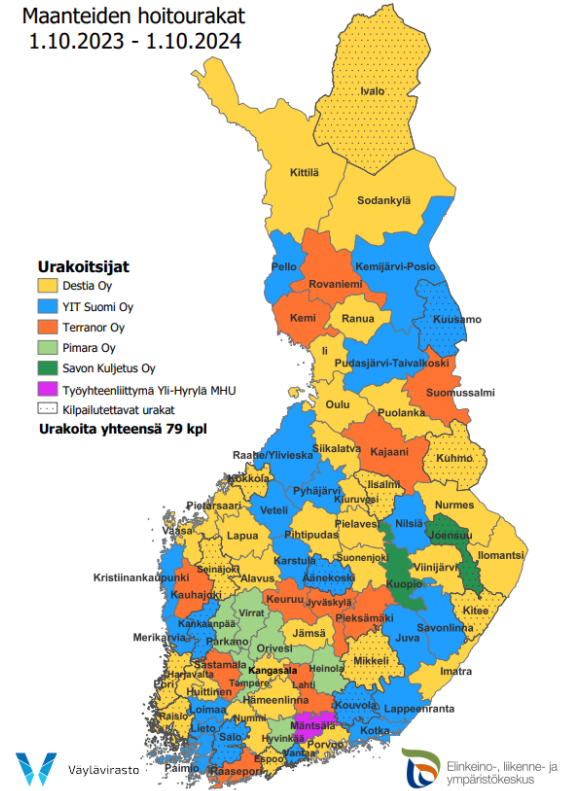 Maanteiden hoitourakat
1.10.2023 - 1.10.2024
Ivalo
Kittilä
Sodankylä
Urakoitsijat
Destia Oy
YIT Suomi Oy
Terranor Oy
Pimara Oy
Savon Kuljetus Oy
Työyhteenliittymä Yli-Hyrylä MHU
Kilpailutettavat urakat
Urakoita yhteensä 79 kpl
Pello
Kemijärvi-Posio
Rovaniemi
Kemi
Ranua
Kuusamo
Ii
Pudasjärvi-Taivalkoski
Suomussalmi
Oulu
Puolanka
Siikalatva
Kajaani
Raahe/Ylivieska
Kuhmo
Kokkola
Pyhäjärvi
Iisalmi
Kiuruvesi
Nurmes
Pietarsaari
Veteli
Vaasa
Lapua
Pihtipudas
Pielavesi
Nilsiä
Joensuu
Ilomantsi
Seinäjoki
Karstula
Suonenjoki
Viinijärvi
Kristiinankaupunki
Alavus
Äänekoski
Kuopio
Kauhajoki
Keuruu
Jyväskylä
Kitee
Virrat
Pieksämäki
Kankaanpää
Savonlinna
Merikarvia
Parkano
Orivesi
Jämsä
Juva
Sastamala
Kangasala
Heinola
Mikkeli
Imatra
Harjavalta
Pori
Tampere
Lahti
Huittinen
Hämeenlinna
Kouvola
Lappeenranta
Raisio
Loimaa
Nummi
Mäntsälä
Kotka
Lieto
Salo
Hyvinkää
Porvoo
Vantaa
Espoo
Paimio
Raasepori
Väylävirasto
Elinkeino-, liikenne- ja
ympäristökeskus